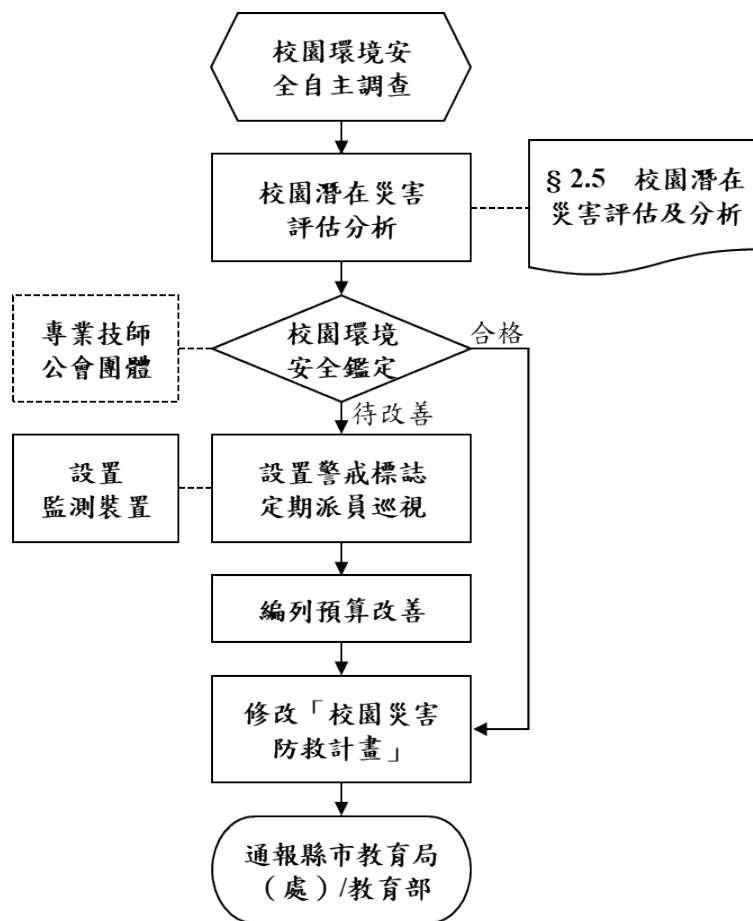 校園環境安
全自主調查
校園潛在災害
評估分析
§ 2.5 校園潛在
災害評估及分析
專業技師
公會團體
校園環境
安全鑑定
合格
待改善
設置
監測裝置
設置警戒標誌
定期派員巡視
編列預算改善
修改「校園災害
防救計畫」
通報縣市教育局
（處）/教育部